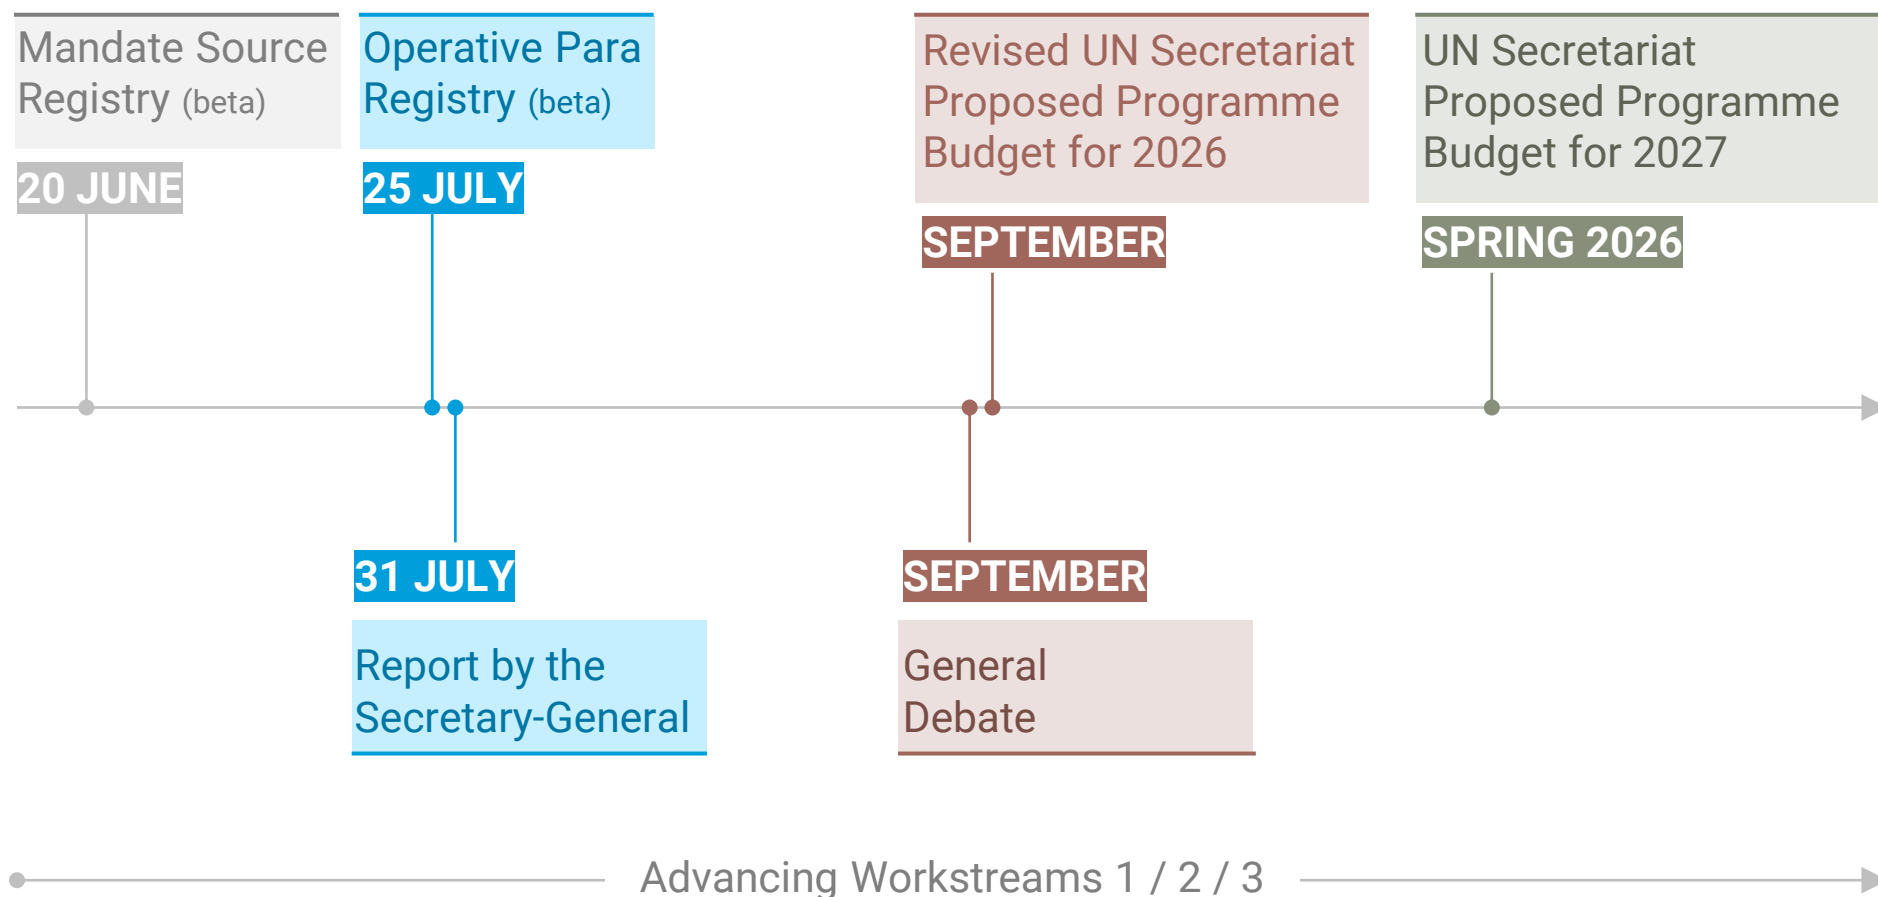 Mandate Source
Registry (beta)
20 JUNE
Operative Para
Registry (beta)
25 JULY
Revised UN Secretariat
Proposed Programme
Budget for 2026
SEPTEMBER
UN Secretariat
Proposed Programme
Budget for 2027
SPRING 2026
31 JULY
Report by the
Secretary-General
SEPTEMBER
General
Debate
Advancing Workstreams 1 / 2 / 3